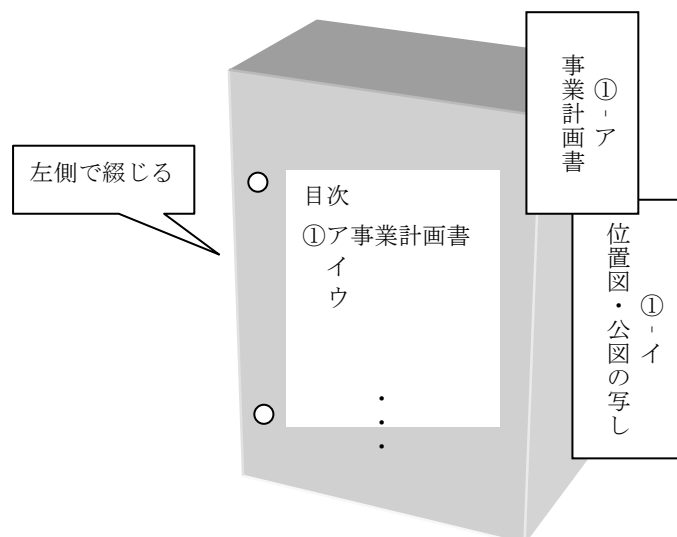 左側で綴じる
目次
①ア事業計画書
イ
ウ
・
・
・
①-ア
事業計画書
①-イ
位置図・公図の写し